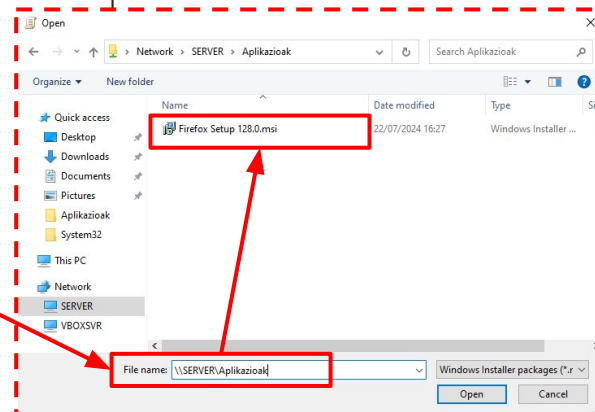 Open
Network > SERVER > Aplikazioak
Search Aplikazioak
Organize
New folder
Name
Date modified
Type
Quick access
Desktop
Downloads
Documents
Pictures
Aplikazioak
System32
This PC
Network
SERVER
VBOXSVR
Firefox Setup 128.0.msi
22/07/2024 16:27
Windows Installer ...
File name:
\\SERVER\Aplikazioak
Windows Installer packages (*.r
Open
Cancel